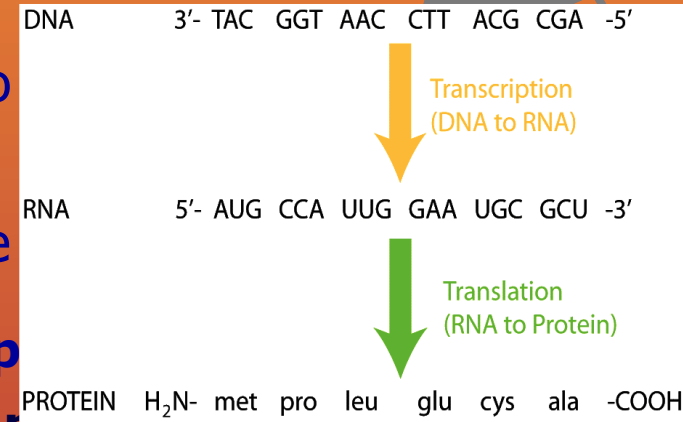 DNA 3′- TAC GGT AAC CTT ACG CGA -5′
Transcription
(DNA to RNA)
RNA 5′- AUG CCA UUG GAA UGC GCU -3′
Translation
(RNA to Protein)
PROTEIN H₂N- met pro leu glu cys ala -COOH